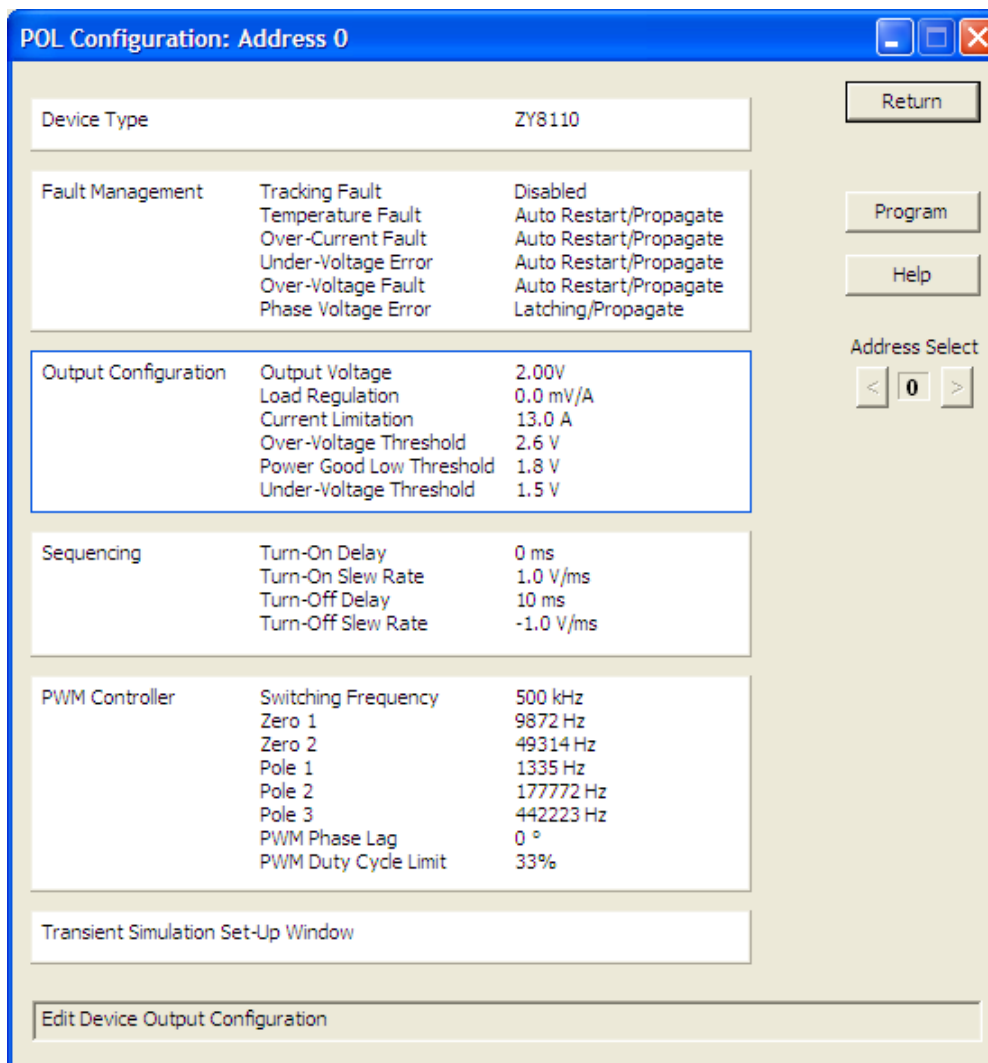 POL Configuration: Address 0
Return
Device Type ZY8110
Fault Management Tracking Fault Disabled
Temperature Fault Auto Restart/Propagate
Over-Current Fault Auto Restart/Propagate
Under-Voltage Error Auto Restart/Propagate
Over-Voltage Fault Auto Restart/Propagate
Phase Voltage Error Latching/Propagate
Program
Help
Address Select
< 0 >
Output Configuration Output Voltage 2.00V
Load Regulation 0.0 mV/A
Current Limitation 13.0 A
Over-Voltage Threshold 2.6 V
Power Good Low Threshold 1.8 V
Under-Voltage Threshold 1.5 V
Sequencing Turn-On Delay 0 ms
Turn-On Slew Rate 1.0 V/ms
Turn-Off Delay 10 ms
Turn-Off Slew Rate -1.0 V/ms
PWM Controller Switching Frequency 500 kHz
Zero 1 9872 Hz
Zero 2 49314 Hz
Pole 1 1335 Hz
Pole 2 177772 Hz
Pole 3 442223 Hz
PWM Phase Lag 0 °
PWM Duty Cycle Limit 33%
Transient Simulation Set-Up Window
Edit Device Output Configuration